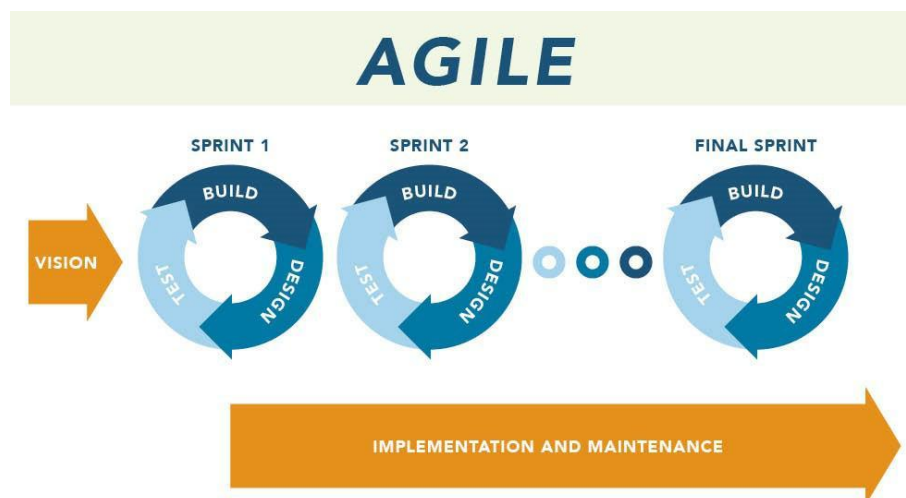 AGILE
SPRINT 1
SPRINT 2
FINAL SPRINT
VISION
BUILD
DESIGN
TEST
BUILD
DESIGN
TEST
BUILD
DESIGN
TEST
IMPLEMENTATION AND MAINTENANCE